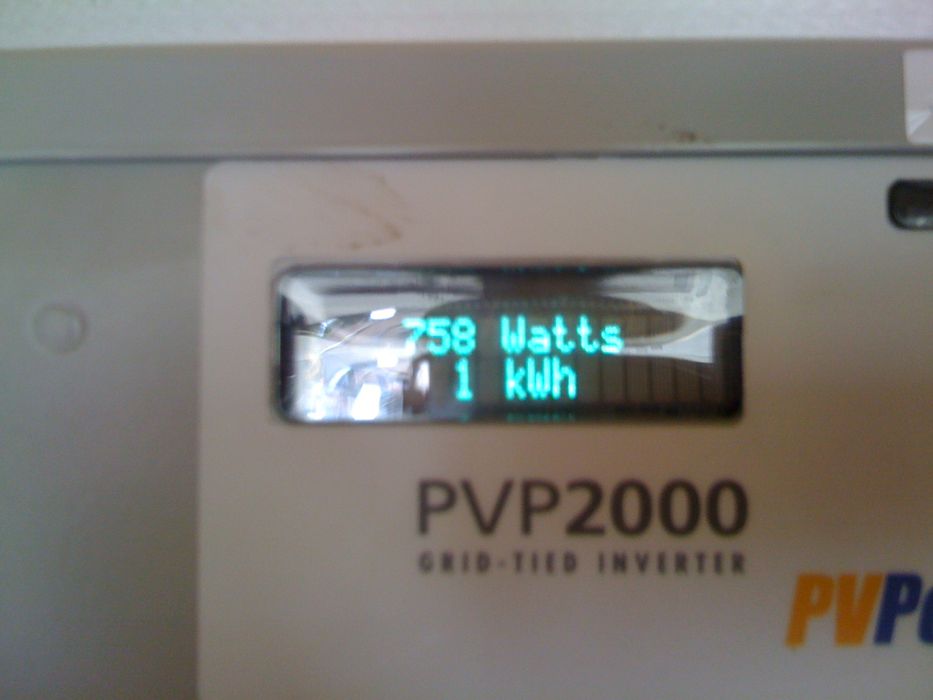 758 Watts
1 kWh
PVP2000
GRID-TIED INVERTER